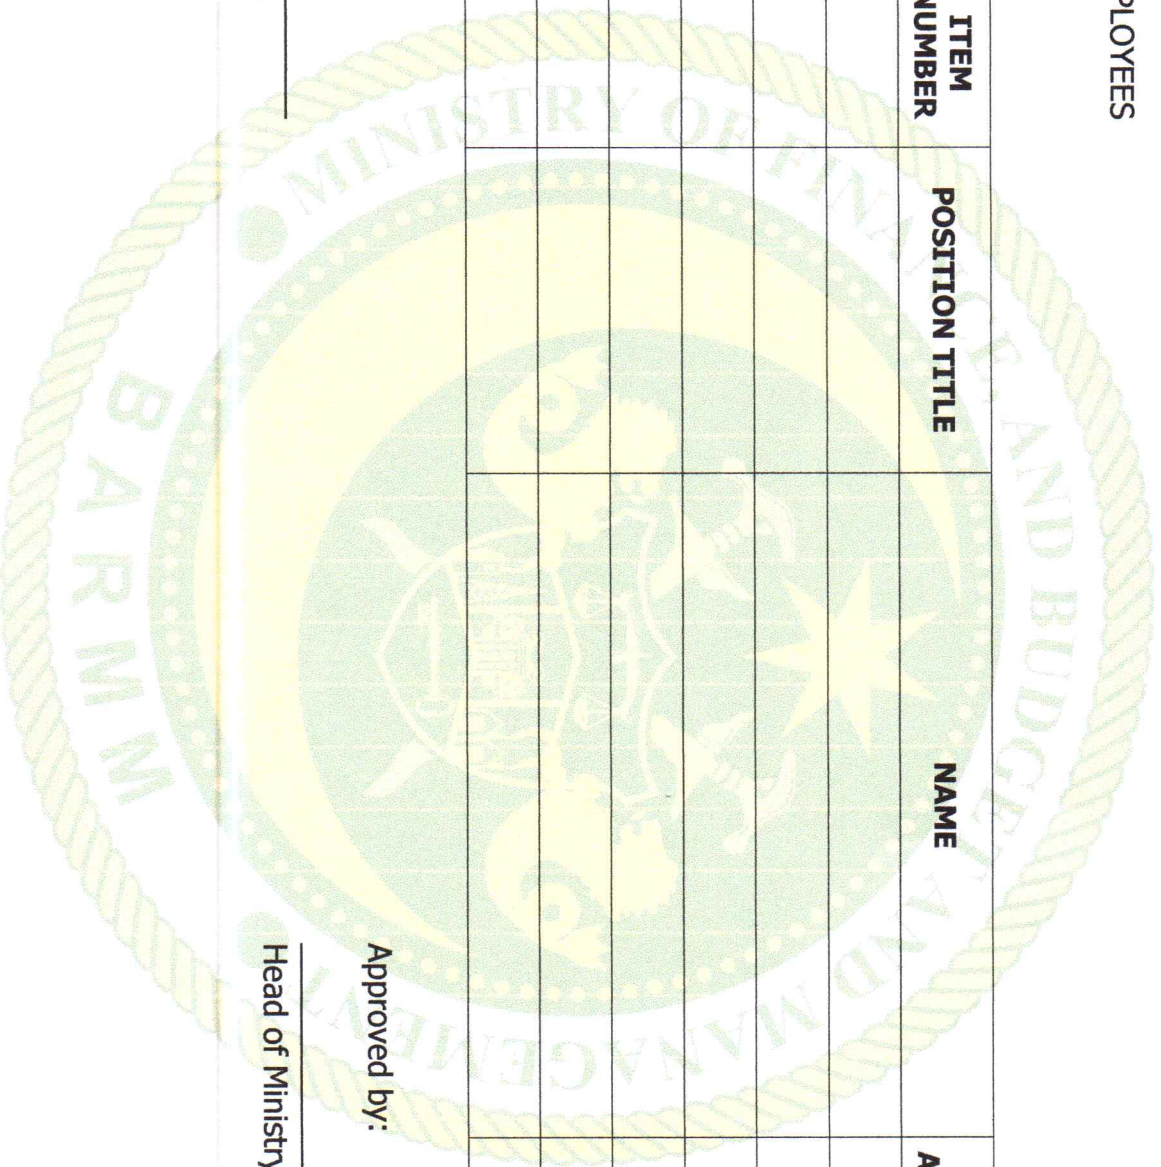 PLOYEES
ITEM
NUMBER
POSITION TITLE
NAME
A
Approved by:
Head of Ministry
MINISTRY OF FINANCE, AND BUDGET AND MANAGEMENT
BARMM